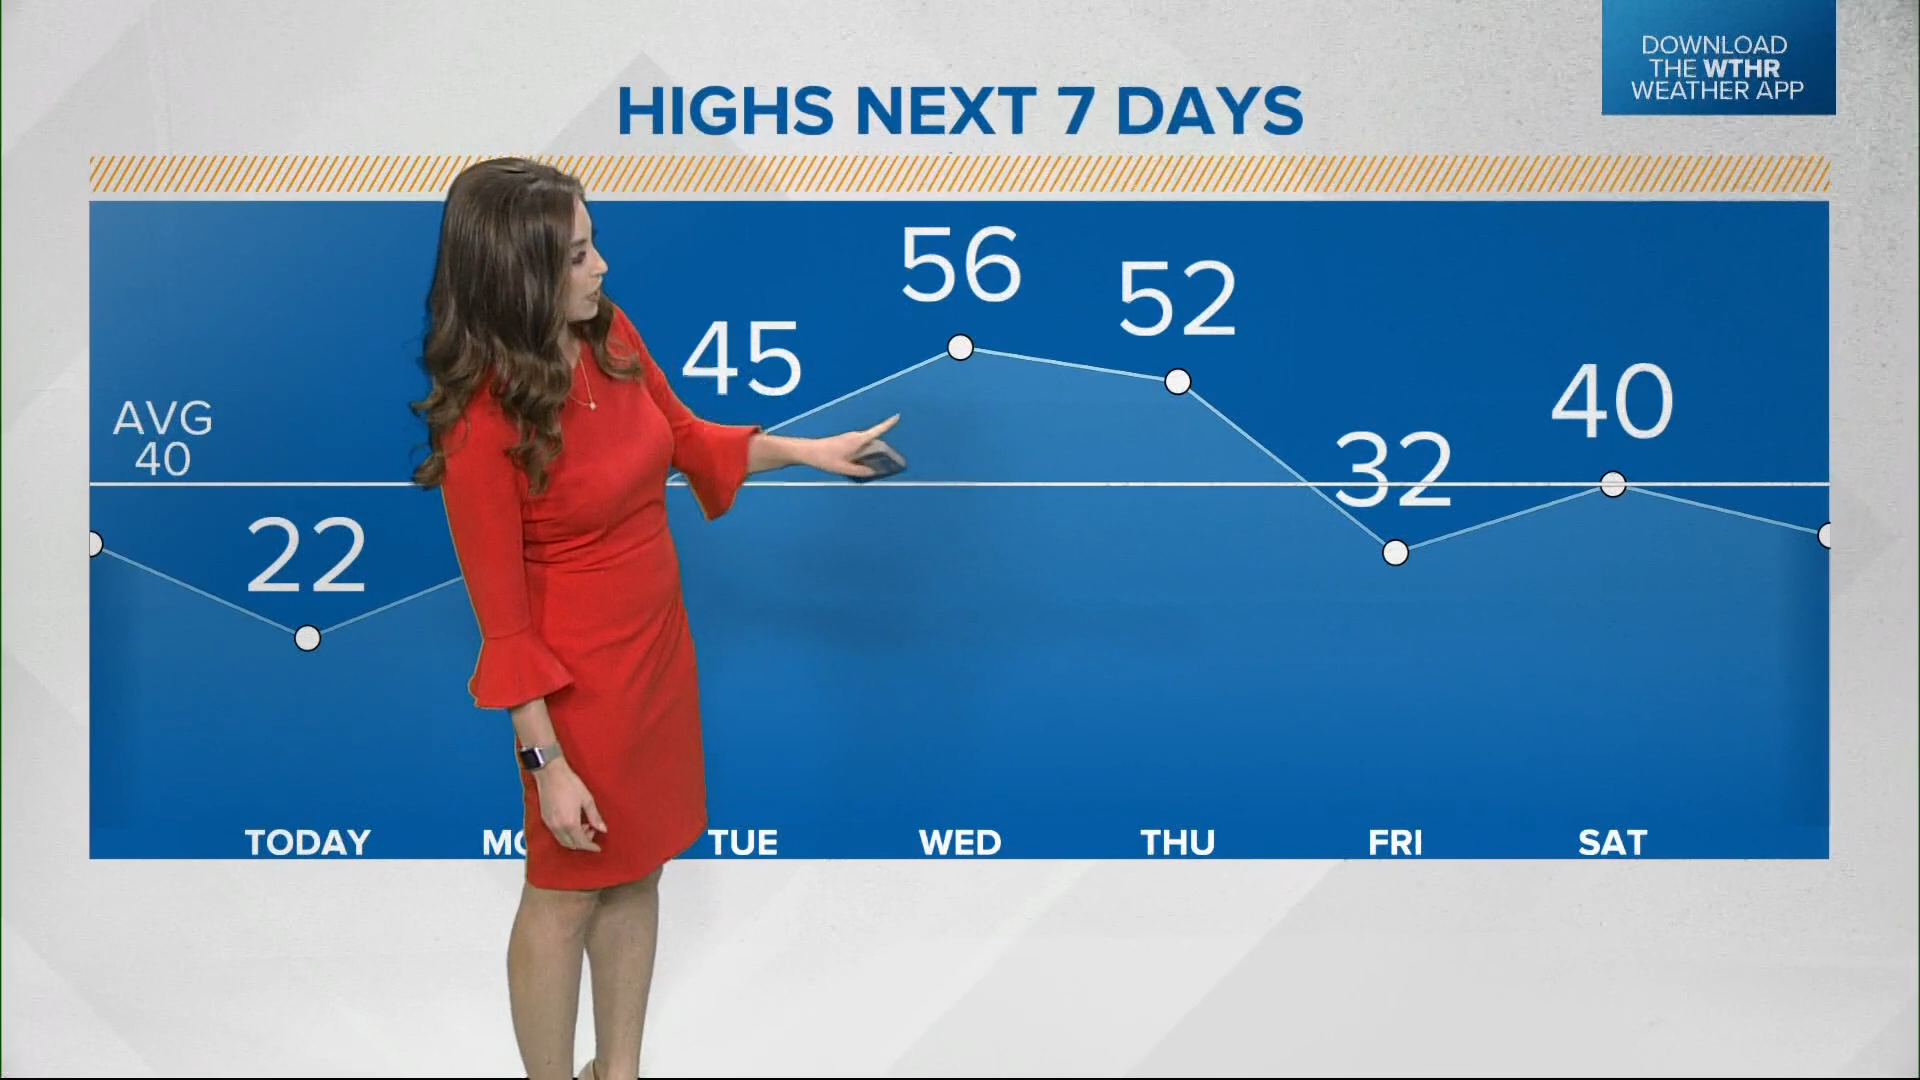 DOWNLOAD
THE WTHR
WEATHER APP
HIGHS NEXT 7 DAYS
56
52
45
40
AVG
40
32
22
TODAY
TUE
WED
THU
FRI
SAT